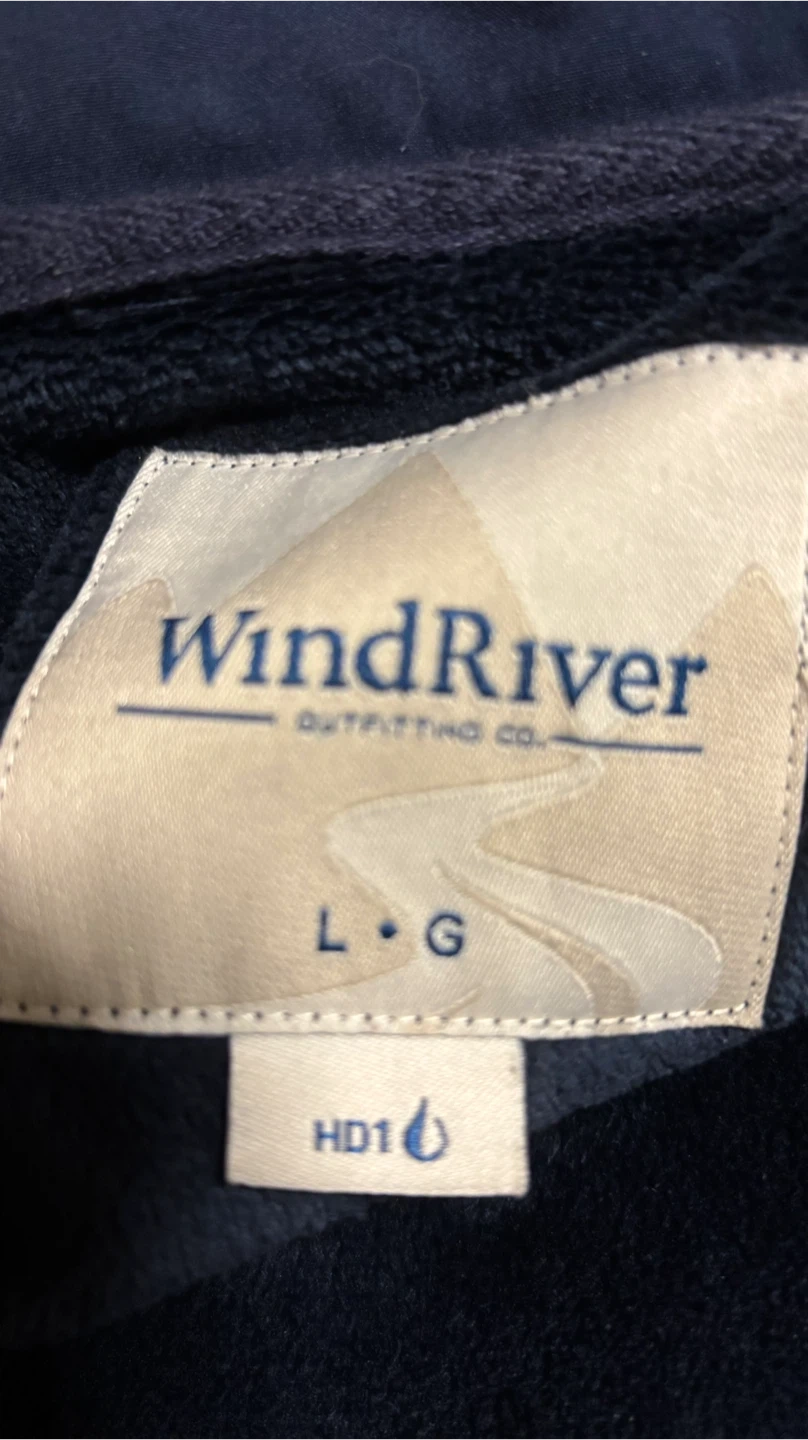 WindRiver
OUTFITTING CO.
L • G
HD1